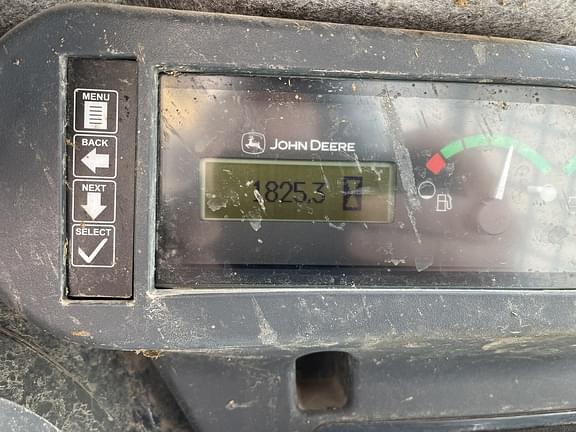 MENU
BACK
NEXT
SELECT
JOHN DEERE
1825.3